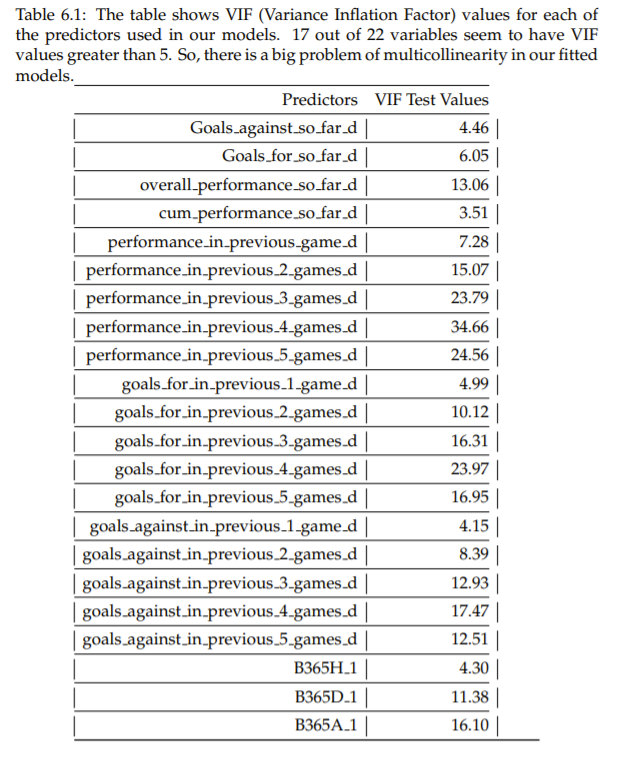 Table 6.1: The table shows VIF (Variance Inflation Factor) values for each of
the predictors used in our models. 17 out of 22 variables seem to have VIF
values greater than 5. So, there is a big problem of multicollinearity in our fitted
models.
Predictors VIF Test Values
Goals_against_so_far_d 4.46
Goals_for_so_far_d 6.05
overall_performance_so_far_d 13.06
cum_performance_so_far_d 3.51
performance_in_previous_game_d 7.28
performance_in_previous_2_games_d 15.07
performance_in_previous_3_games_d 23.79
performance_in_previous_4_games_d 34.66
performance_in_previous_5_games_d 24.56
goals_for_in_previous_1_game_d 4.99
goals_for_in_previous_2_games_d 10.12
goals_for_in_previous_3_games_d 16.31
goals_for_in_previous_4_games_d 23.97
goals_for_in_previous_5_games_d 16.95
goals_against_in_previous_1_game_d 4.15
goals_against_in_previous_2_games_d 8.39
goals_against_in_previous_3_games_d 12.93
goals_against_in_previous_4_games_d 17.47
goals_against_in_previous_5_games_d 12.51
B365H_1 4.30
B365D_1 11.38
B365A_1 16.10